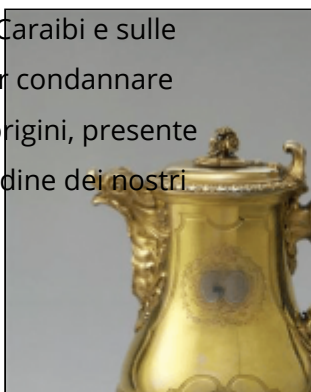 Caraibi e sulle
condannare
rigini, presente
dine dei nostri